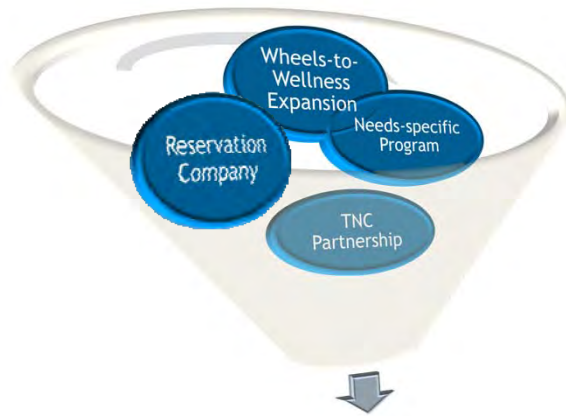 Wheels-to-
Wellness
Expansion
Needs-specific
Program
Reservation
Company
TNC
Partnership